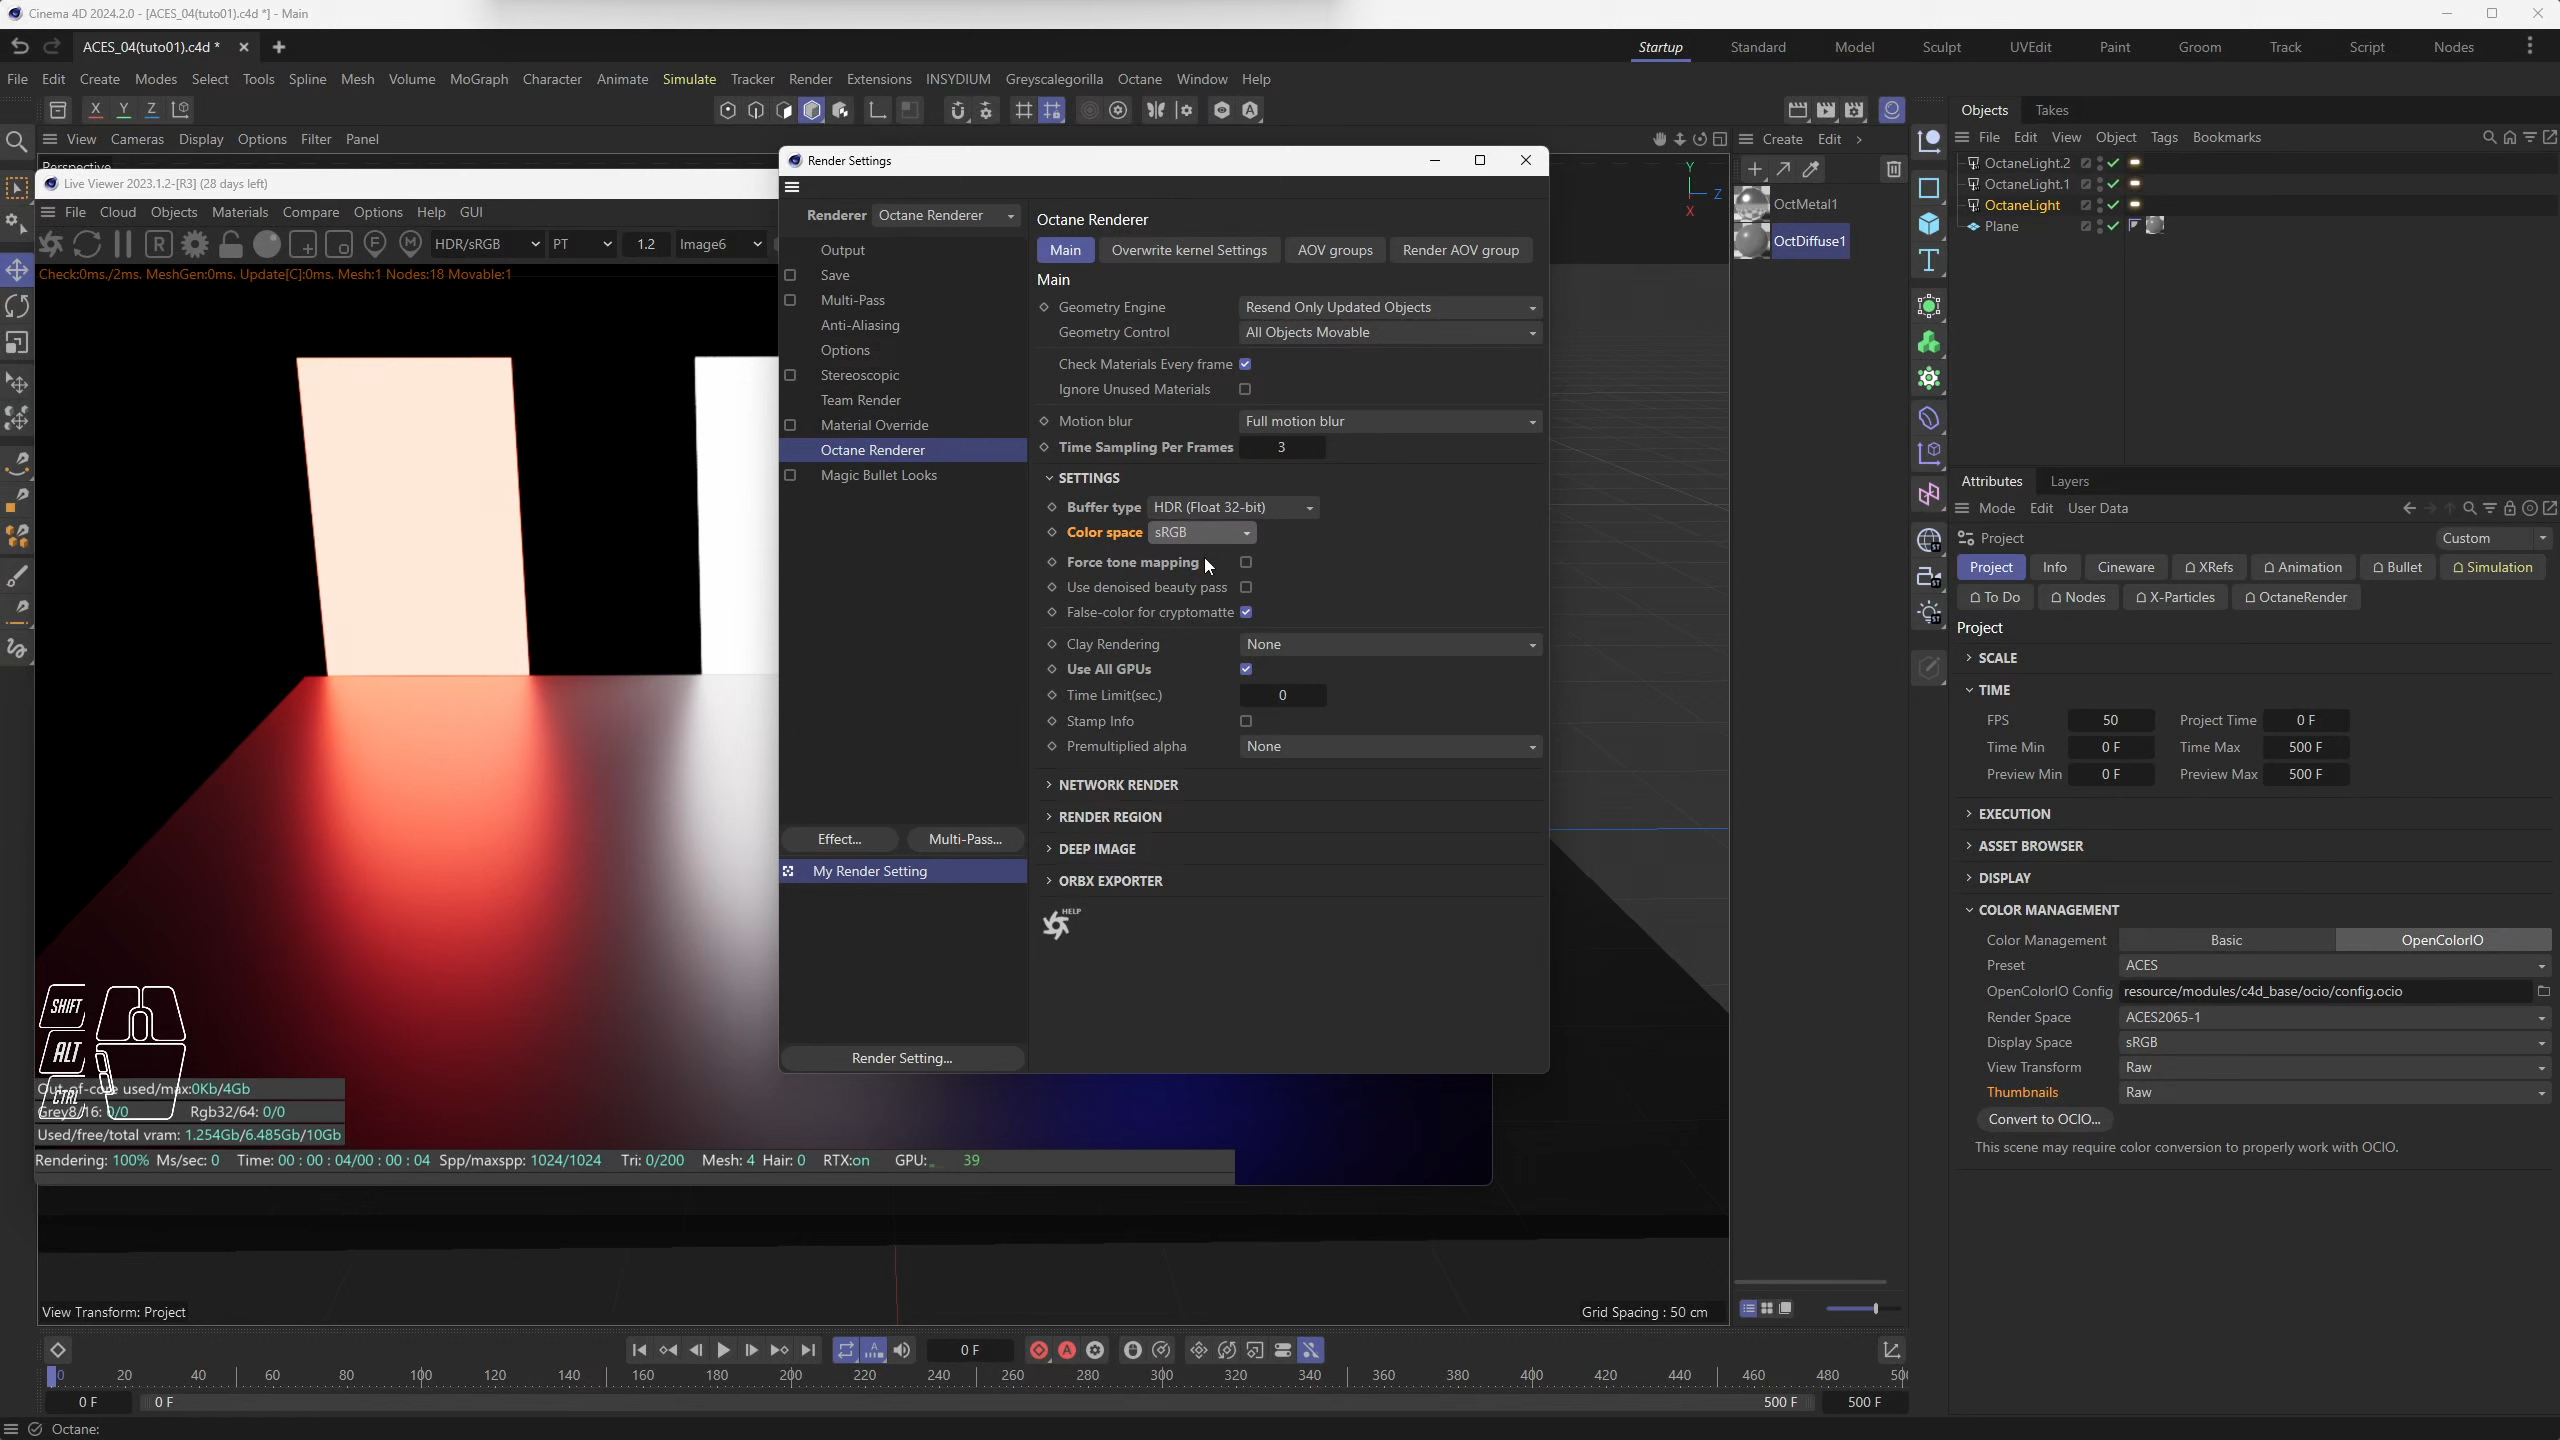 Cinema 4D 2024.2.0 - [ACES_04(tuto01).c4d *] - Main
ACES_04(tuto01).c4d *
Startup Standard Model Sculpt UVEdit Paint Groom Track Script Nodes
File Edit Create Modes Select Tools Spline Mesh Volume MoGraph Character Animate Simulate Tracker Render Extensions INSYDIUM Greyscalegorilla Octane Window Help
X Y Z
View Cameras Display Options Filter Panel
Perspective
Live Viewer 2023.1.2-[R3] (28 days left)
File Cloud Objects Materials Compare Options Help GUI
HDR/sRGB PT 1.2 Image6
Check:0ms./2ms. MeshGen:0ms. Update[C]:0ms. Mesh:1 Nodes:18 Movable:1
SHIFT
ALT
CTRL
Out-of-core used/max:0Kb/4Gb
Grey8/16: 0/0 Rgb32/64: 0/0
Used/free/total vram: 1.254Gb/6.485Gb/10Gb
Rendering: 100% Ms/sec: 0 Time: 00 : 00 : 04/00 : 00 : 04 Spp/maxspp: 1024/1024 Tri: 0/200 Mesh: 4 Hair: 0 RTX:on GPU: 39
View Transform: Project
Grid Spacing : 50 cm
Render Settings
Renderer Octane Renderer
Output
Save
Multi-Pass
Anti-Aliasing
Options
Stereoscopic
Team Render
Material Override
Octane Renderer
Magic Bullet Looks
Effect... Multi-Pass...
My Render Setting
Render Setting...
Octane Renderer
Main Overwrite kernel Settings AOV groups Render AOV group
Main
Geometry Engine Resend Only Updated Objects
Geometry Control All Objects Movable
Check Materials Every frame
Ignore Unused Materials
Motion blur Full motion blur
Time Sampling Per Frames 3
SETTINGS
Buffer type HDR (Float 32-bit)
Color space sRGB
Force tone mapping
Use denoised beauty pass
False-color for cryptomatte
Clay Rendering None
Use All GPUs
Time Limit(sec.) 0
Stamp Info
Premultiplied alpha None
NETWORK RENDER
RENDER REGION
DEEP IMAGE
ORBX EXPORTER
HELP
Y
Z
X
Create Edit
OctMetal1
OctDiffuse1
Objects Takes
File Edit View Object Tags Bookmarks
OctaneLight.2
OctaneLight.1
OctaneLight
Plane
T
ST
ST
Attributes Layers
Mode Edit User Data
Project Custom
Project Info Cineware XRefs Animation Bullet Simulation
To Do Nodes X-Particles OctaneRender
Project
SCALE
TIME
FPS 50 Project Time 0 F
Time Min 0 F Time Max 500 F
Preview Min 0 F Preview Max 500 F
EXECUTION
ASSET BROWSER
DISPLAY
COLOR MANAGEMENT
Color Management Basic OpenColorIO
Preset ACES
OpenColorIO Config resource/modules/c4d_base/ocio/config.ocio
Render Space ACES2065-1
Display Space sRGB
View Transform Raw
Thumbnails Raw
Convert to OCIO...
This scene may require color conversion to properly work with OCIO.
0 F
0 20 40 60 80 100 120 140 160 180 200 220 240 260 280 300 320 340 360 380 400 420 440 460 480 500
0 F 0 F 500 F 500 F
Octane: